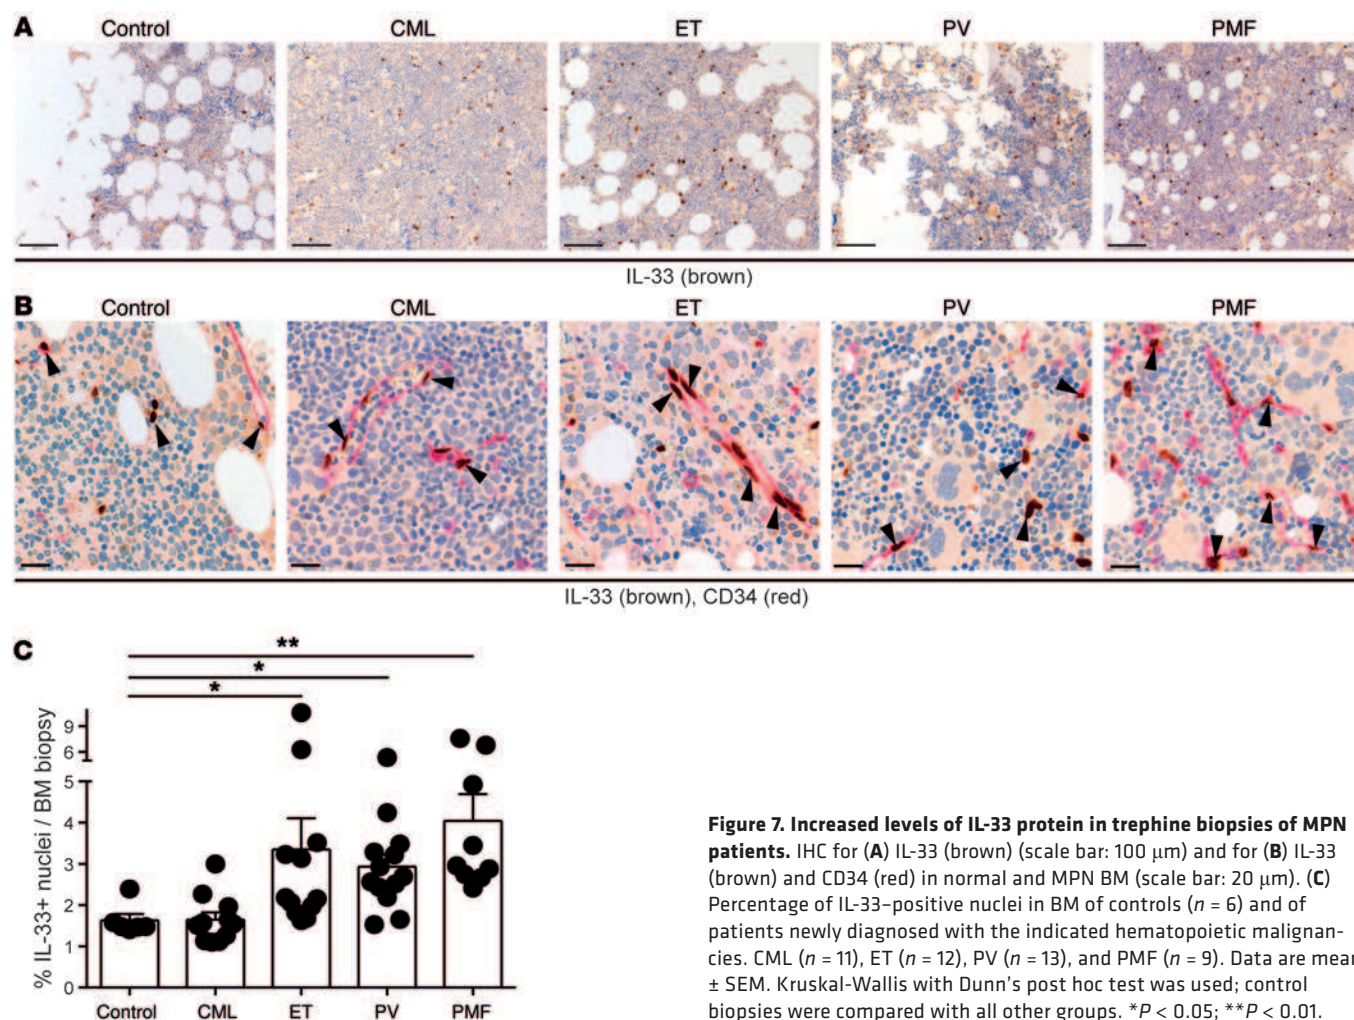 A
Control CML ET PV PMF
IL-33 (brown)
B
Control CML ET PV PMF
IL-33 (brown), CD34 (red)
C
** 
*
*
% IL-33+ nuclei / BM biopsy
9
6
5
4
3
2
1
0
Control CML ET PV PMF
Figure 7. Increased levels of IL-33 protein in trephine biopsies of MPN
patients. IHC for (A) IL-33 (brown) (scale bar: 100 μm) and for (B) IL-33
(brown) and CD34 (red) in normal and MPN BM (scale bar: 20 μm). (C)
Percentage of IL-33–positive nuclei in BM of controls (n = 6) and of
patients newly diagnosed with the indicated hematopoietic malignan-
cies. CML (n = 11), ET (n = 12), PV (n = 13), and PMF (n = 9). Data are mean
± SEM. Kruskal-Wallis with Dunn's post hoc test was used; control
biopsies were compared with all other groups. *P < 0.05; **P < 0.01.